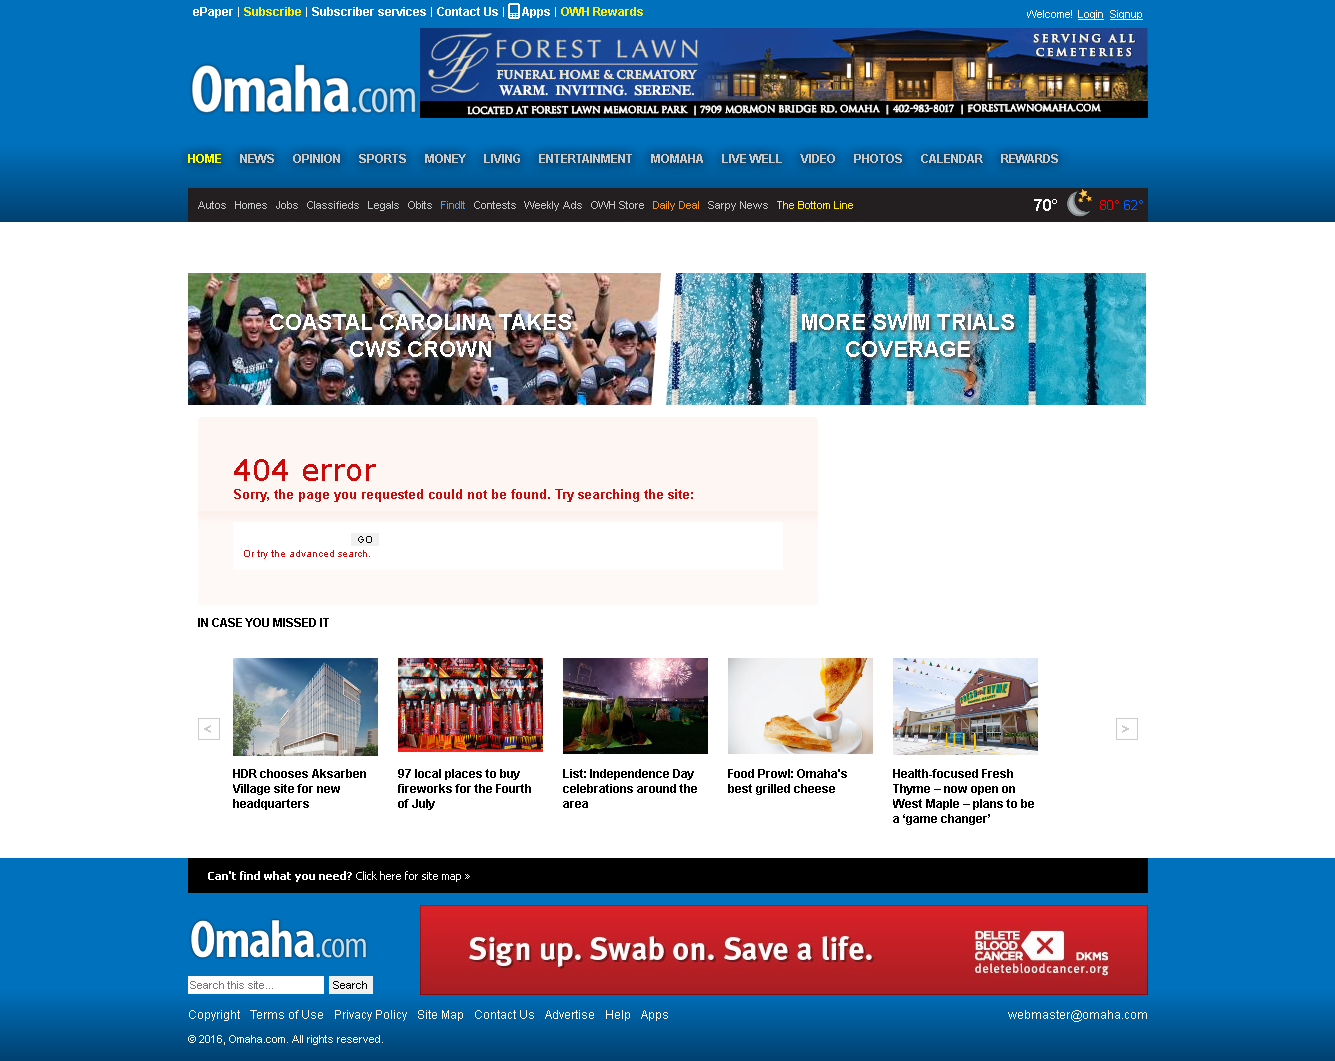 ePaper | Subscribe | Subscriber services | Contact Us | Apps | OWH Rewards
Welcome! Login Signup
Omaha.com
FOREST LAWN
FUNERAL HOME & CREMATORY
WARM. INVITING. SERENE.
SERVING ALL
CEMETERIES
LOCATED AT FOREST LAWN MEMORIAL PARK | 7909 MORMON BRIDGE RD, OMAHA | 402-983-8017 | FORESTLAWNOMAHA.COM
HOME NEWS OPINION SPORTS MONEY LIVING ENTERTAINMENT MOMAHA LIVE WELL VIDEO PHOTOS CALENDAR REWARDS
Autos Homes Jobs Classifieds Legals Obits FindIt Contests Weekly Ads OWH Store Daily Deal Sarpy News The Bottom Line
70° 80° 62°
COASTAL CAROLINA TAKES
CWS CROWN
MORE SWIM TRIALS
COVERAGE
404 error
Sorry, the page you requested could not be found. Try searching the site:
GO
Or try the advanced search.
IN CASE YOU MISSED IT
<
FRESH THYME
>
HDR chooses Aksarben
Village site for new
headquarters
97 local places to buy
fireworks for the Fourth
of July
List: Independence Day
celebrations around the
area
Food Prowl: Omaha's
best grilled cheese
Health-focused Fresh
Thyme – now open on
West Maple – plans to be
a ‘game changer’
Can't find what you need? Click here for site map »
Omaha.com
Sign up. Swab on. Save a life.
DELETE
BLOOD
CANCER
DKMS
deletebloodcancer.org
Search this site... Search
Copyright Terms of Use Privacy Policy Site Map Contact Us Advertise Help Apps
webmaster@omaha.com
© 2016, Omaha.com. All rights reserved.